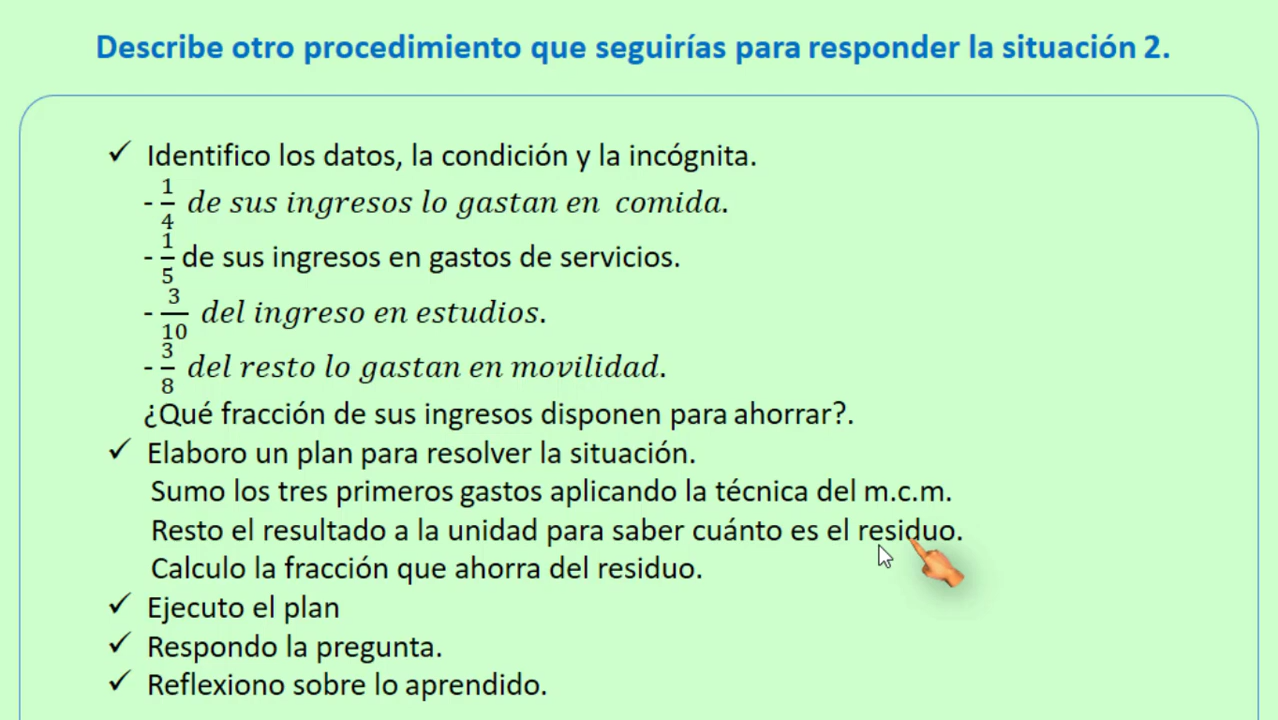 Describe otro procedimiento que seguirías para responder la situación 2.
✓ Identifico los datos, la condición y la incógnita.
- 1/4 de sus ingresos lo gastan en comida.
- 1/5 de sus ingresos en gastos de servicios.
- 3/10 del ingreso en estudios.
- 3/8 del resto lo gastan en movilidad.
¿Qué fracción de sus ingresos disponen para ahorrar?.
✓ Elaboro un plan para resolver la situación.
Sumo los tres primeros gastos aplicando la técnica del m.c.m.
Resto el resultado a la unidad para saber cuánto es el residuo.
Calculo la fracción que ahorra del residuo.
✓ Ejecuto el plan
✓ Respondo la pregunta.
✓ Reflexiono sobre lo aprendido.